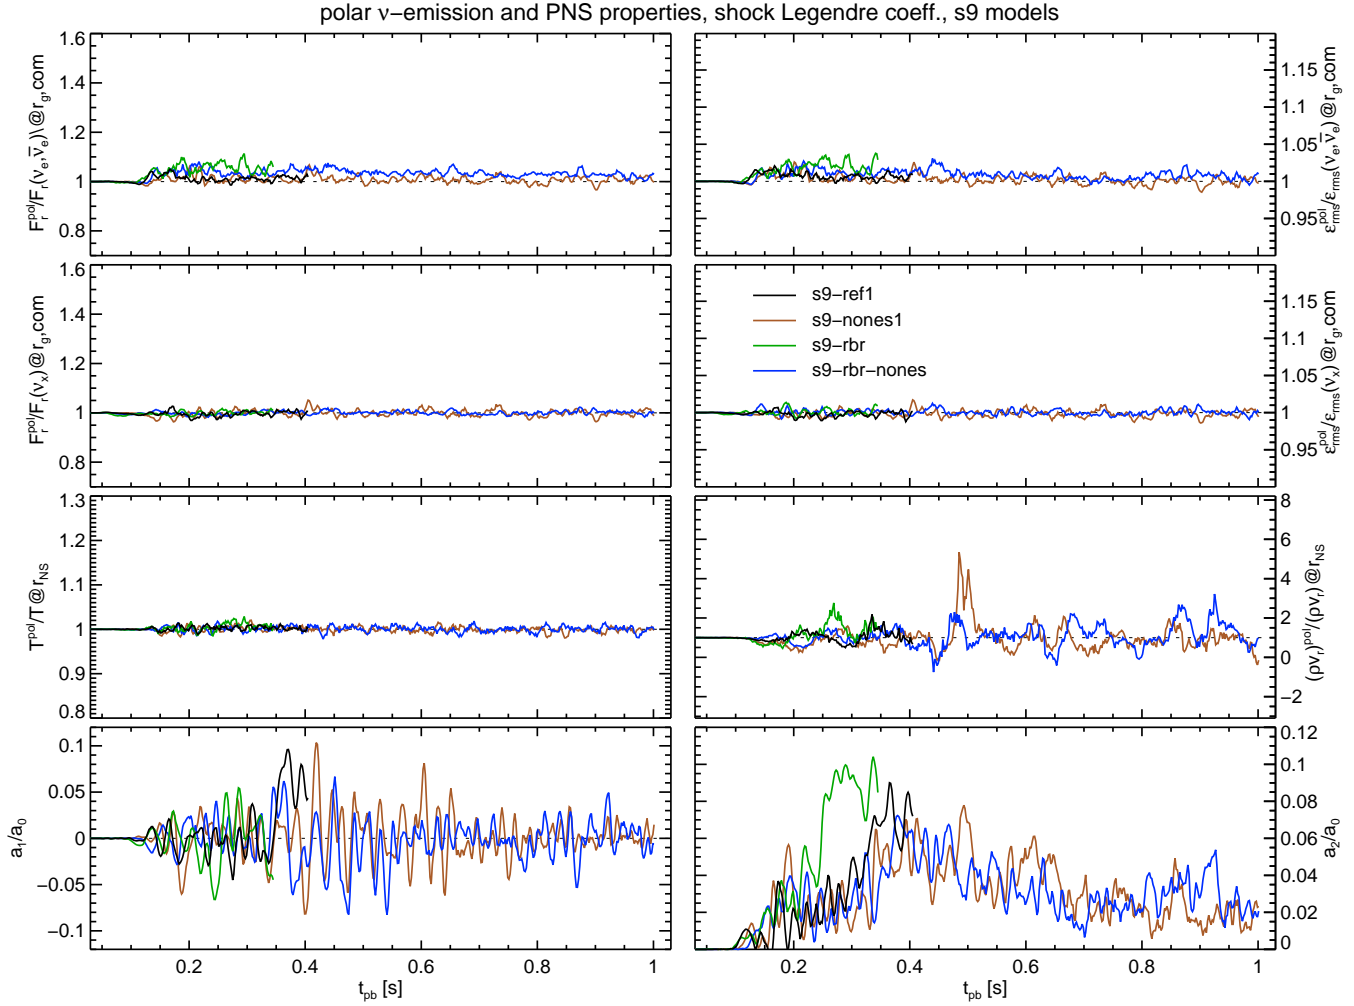 polar ν−emission and PNS properties, shock Legendre coeff., s9 models
F_r^pol/F_r(ν_e,ν̄_e)\@r_g,com
1.6
1.4
1.2
1
0.8
1.15
1.1
1.05
1
0.95
ε_rms^pol/ε_rms(ν_e,ν̄_e)@r_g,com
F_r^pol/F_r(ν_x)@r_g,com
1.6
1.4
1.2
1
0.8
s9−ref1
s9−nones1
s9−rbr
s9−rbr−nones
1.15
1.1
1.05
1
0.95
ε_rms^pol/ε_rms(ν_x)@r_g,com
T^pol/T@r_NS
1.3
1.2
1.1
1
0.9
0.8
8
6
4
2
0
−2
(ρv_r)^pol/(ρv_r)@r_NS
a_1/a_0
0.1
0.05
0
−0.05
−0.1
0.12
0.10
0.08
0.06
0.04
0.02
0
a_2/a_0
0.2 0.4 0.6 0.8 1
0.2 0.4 0.6 0.8 1
t_pb [s]
t_pb [s]